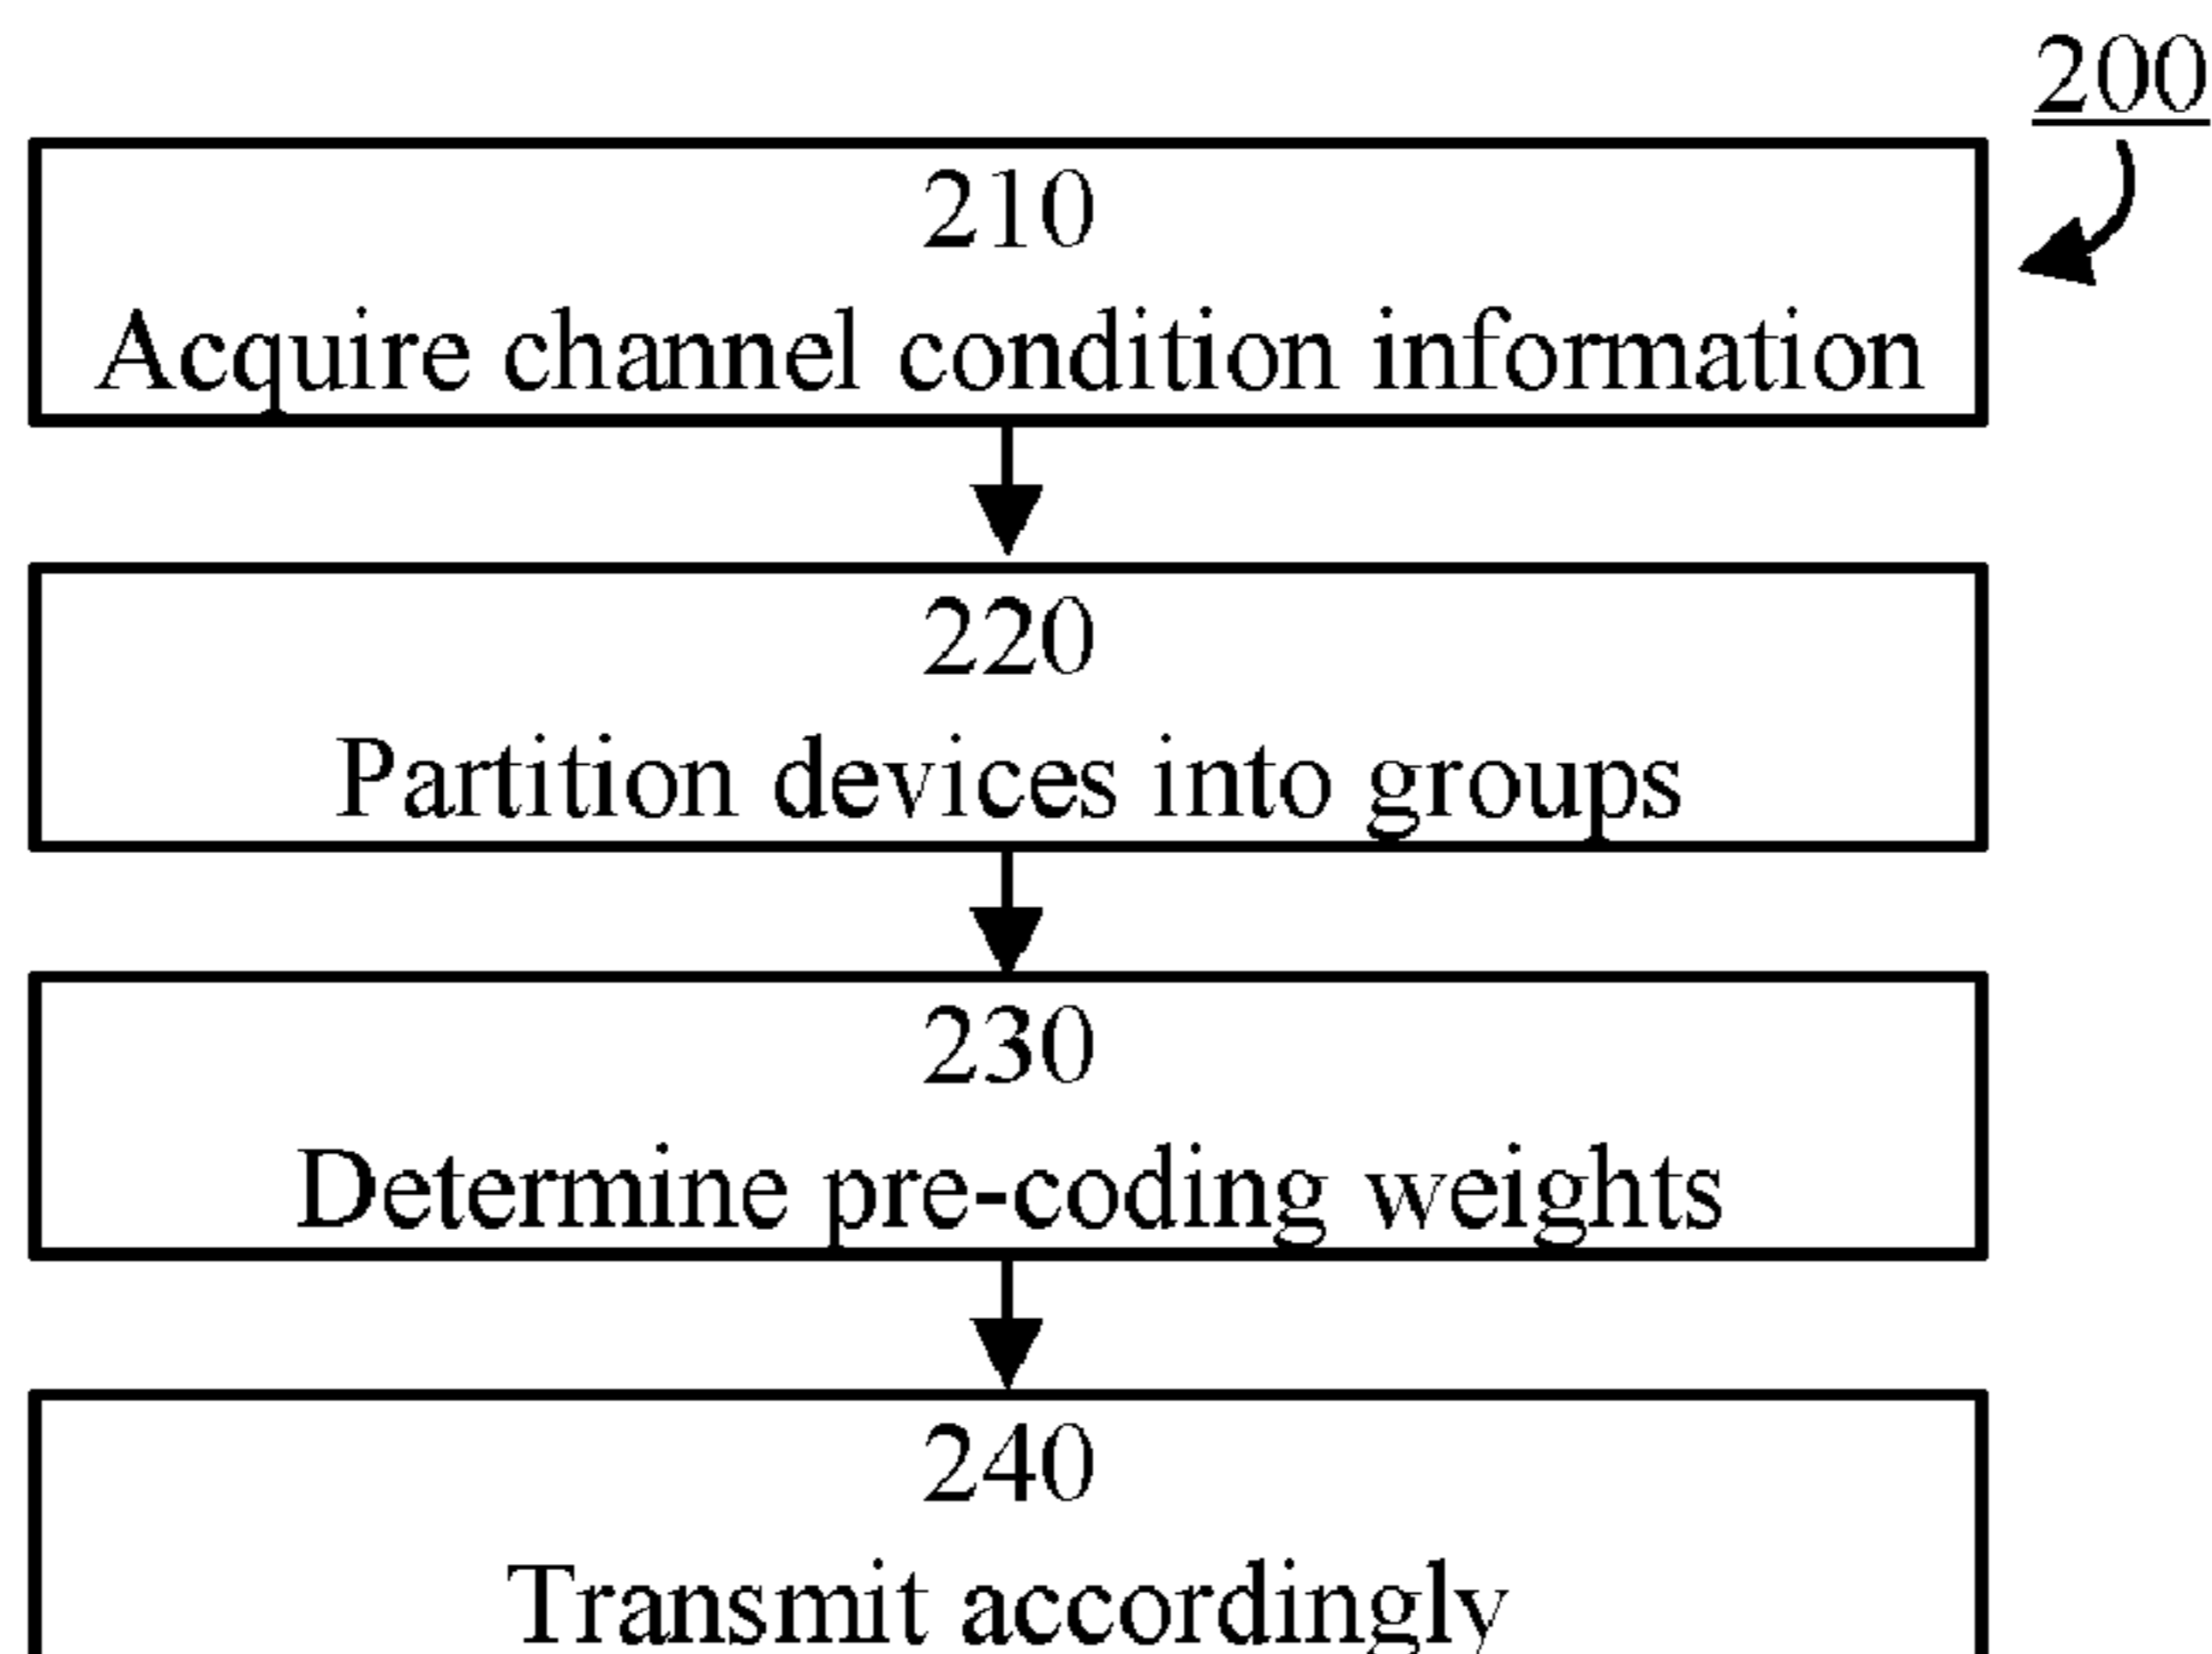 200
210
Acquire channel condition information
220
Partition devices into groups
230
Determine pre-coding weights
240
Transmit accordingly